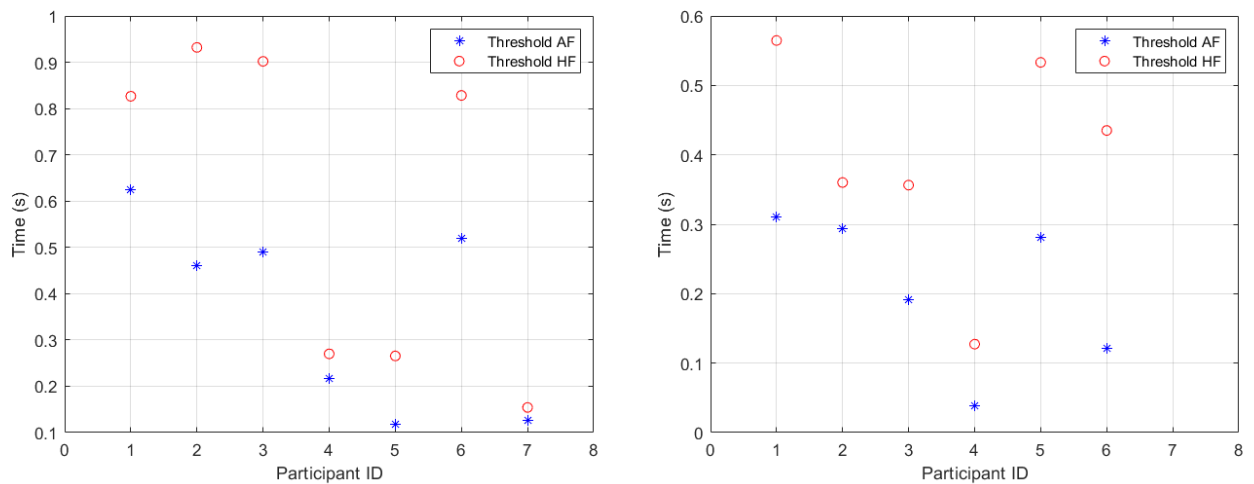 1
0.9
0.8
0.7
0.6
0.5
0.4
0.3
0.2
0.1
Time (s)
0 1 2 3 4 5 6 7 8
Participant ID
Threshold AF
Threshold HF
0.6
0.5
0.4
0.3
0.2
0.1
0
Time (s)
0 1 2 3 4 5 6 7 8
Participant ID
Threshold AF
Threshold HF